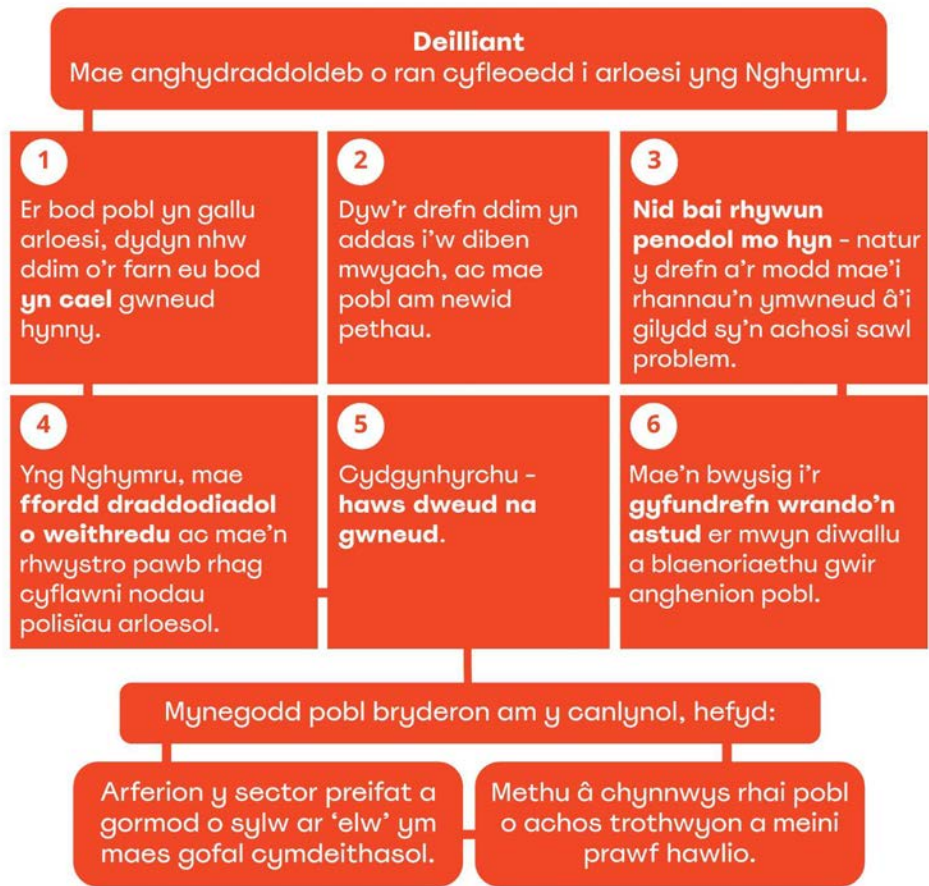 Deilliant
Mae anghydraddoldeb o ran cyfleoedd i arloesi yng Nghymru.
1
Er bod pobl yn gallu
arloesi, dydyn nhw
ddim o'r farn eu bod
yn cael gwneud
hynny.
2
Dyw'r drefn ddim yn
addas i'w diben
mwyach, ac mae
pobl am newid
pethau.
3
Nid bai rhywun
penodol mo hyn - natur
y drefn a'r modd mae'i
rhannau'n ymwneud â'i
gilydd sy'n achosi sawl
problem.
4
Yng Nghymru, mae
ffordd draddodiadol
o weithredu ac mae'n
rhwystro pawb rhag
cyflawni nodau
polisïau arloesol.
5
Cydgynhyrchu -
haws dweud na
gwneud.
6
Mae'n bwysig i'r
gyfundrefn wrando'n
astud er mwyn diwallu
a blaenoriaethu gwir
anghenion pobl.
Mynegodd pobl bryderon am y canlynol, hefyd:
Arferion y sector preifat a
gormod o sylw ar 'elw' ym
maes gofal cymdeithasol.
Methu â chynnwys rhai pobl
o achos trothwyon a meini
prawf hawlio.